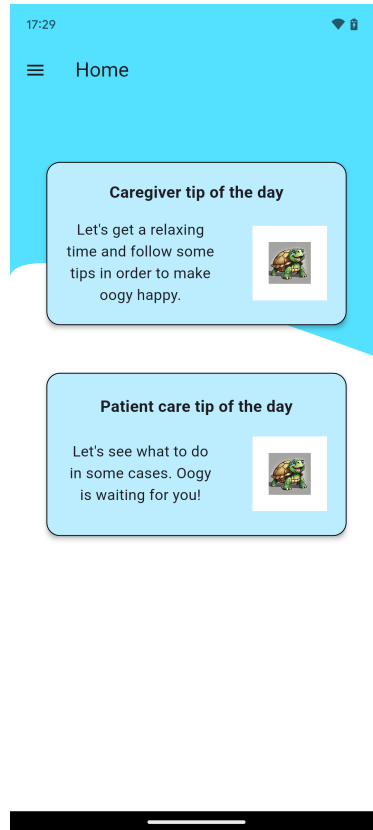 17:29
Home
Caregiver tip of the day
Let's get a relaxing
time and follow some
tips in order to make
oogy happy.
Patient care tip of the day
Let's see what to do
in some cases. Oogy
is waiting for you!